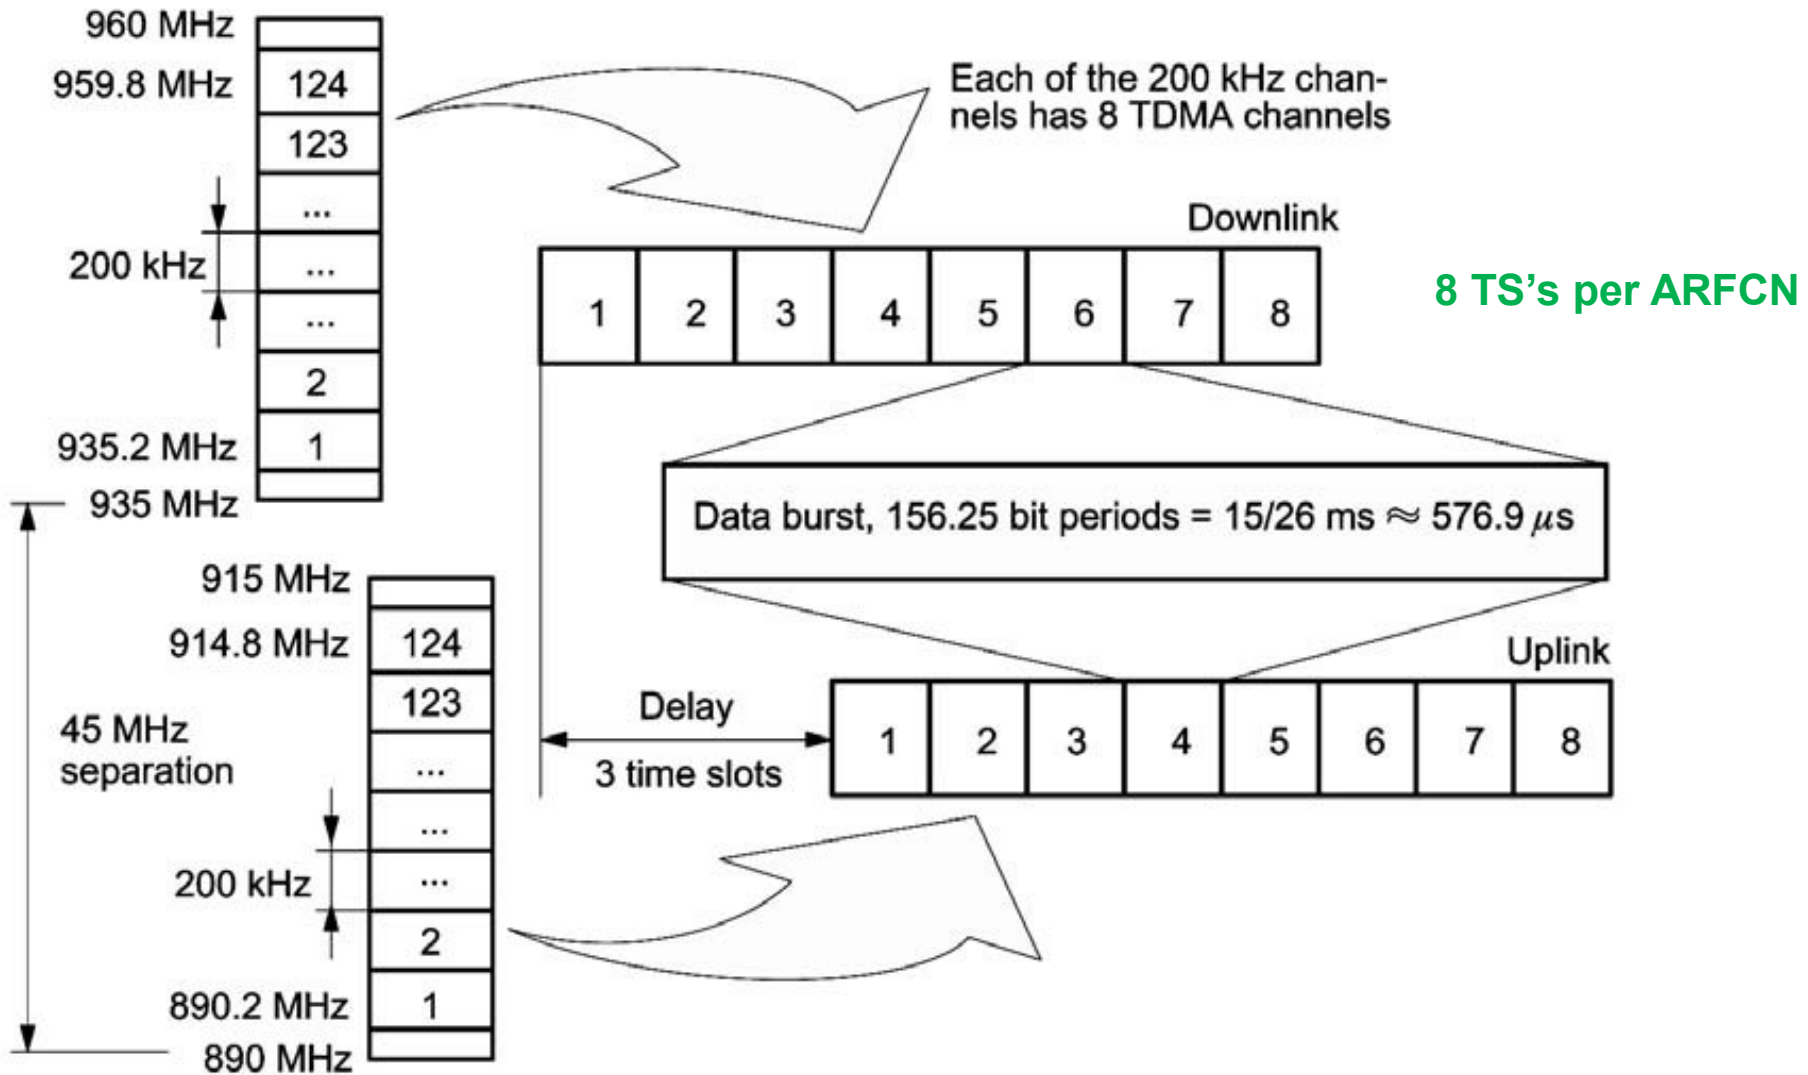 960 MHz
959.8 MHz
124
123
...
200 kHz
...
...
2
935.2 MHz
1
935 MHz
Each of the 200 kHz chan-
nels has 8 TDMA channels
Downlink
1 2 3 4 5 6 7 8
8 TS's per ARFCN
Data burst, 156.25 bit periods = 15/26 ms ≈ 576.9 μs
915 MHz
914.8 MHz
124
123
45 MHz
separation
...
...
200 kHz
...
2
890.2 MHz
1
890 MHz
Uplink
Delay
3 time slots
1 2 3 4 5 6 7 8